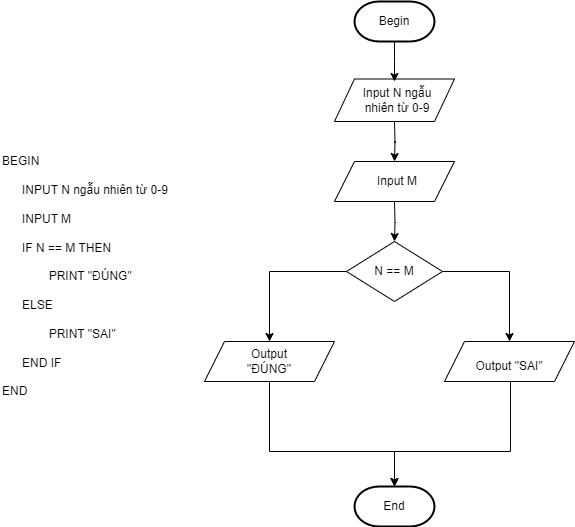 BEGIN
INPUT N ngẫu nhiên từ 0-9
INPUT M
IF N == M THEN
PRINT "ĐÚNG"
ELSE
PRINT "SAI"
END IF
END
Begin
Input N ngẫu
nhiên từ 0-9
Input M
N == M
Output
"ĐÚNG"
Output "SAI"
End